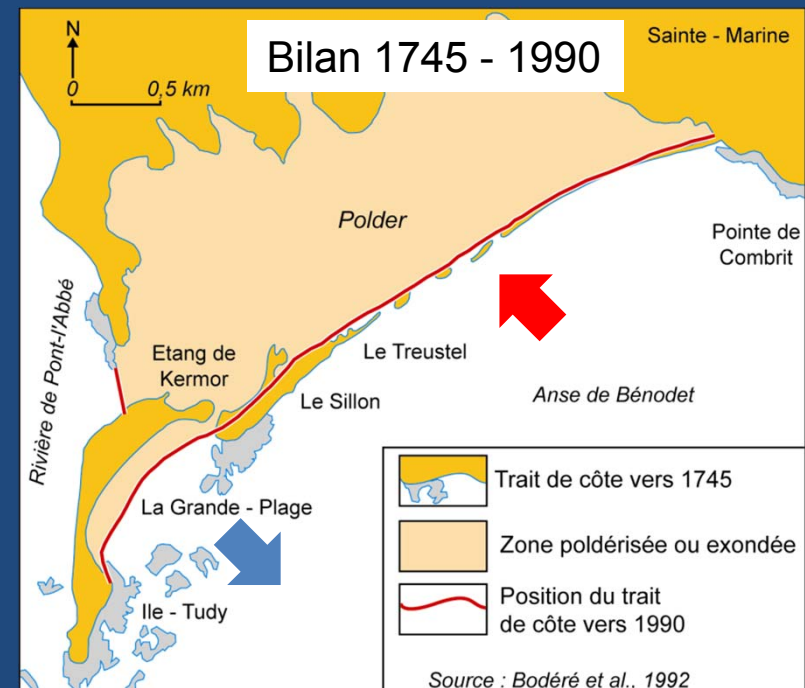 Bilan 1745 - 1990
N
0 0,5 km
Sainte - Marine
Polder
Pointe de
Combrit
Rivière de Pont-l'Abbé
Etang de
Kermor
Le Treustel
Le Sillon
Anse de Bénodet
La Grande - Plage
Ile - Tudy
Trait de côte vers 1745
Zone poldérisée ou exondée
Position du trait
de côte vers 1990
Source : Bodéré et al., 1992